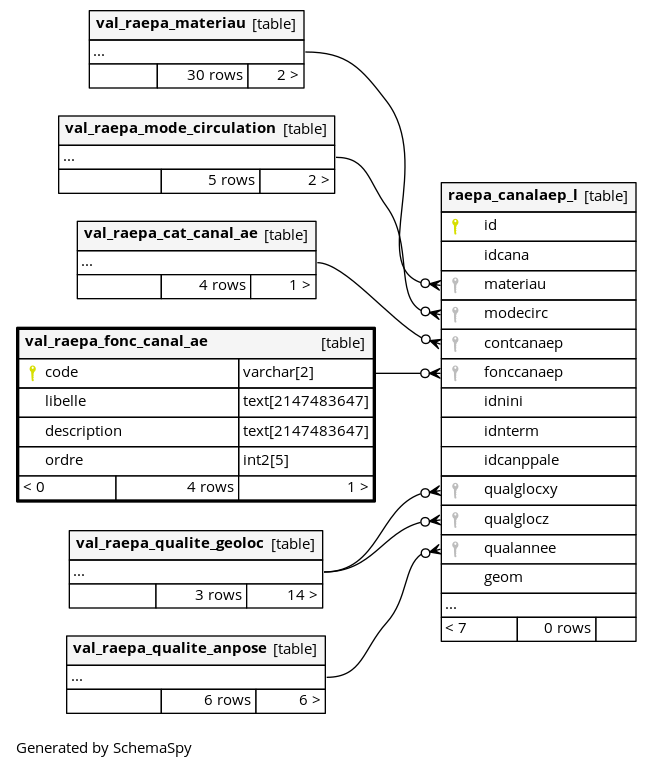 val_raepa_materiau [table]
...
30 rows 2 >
val_raepa_mode_circulation [table]
...
5 rows 2 >
val_raepa_cat_canal_ae [table]
...
4 rows 1 >
val_raepa_fonc_canal_ae [table]
code varchar[2]
libelle text[2147483647]
description text[2147483647]
ordre int2[5]
< 0 4 rows 1 >
val_raepa_qualite_geoloc [table]
...
3 rows 14 >
val_raepa_qualite_anpose [table]
...
6 rows 6 >
raepa_canalaep_l [table]
id
idcana
materiau
modecirc
contcanaep
fonccanaep
idnini
idnterm
idcanppale
qualglocxy
qualglocz
qualannee
geom
...
< 7 0 rows
Generated by SchemaSpy